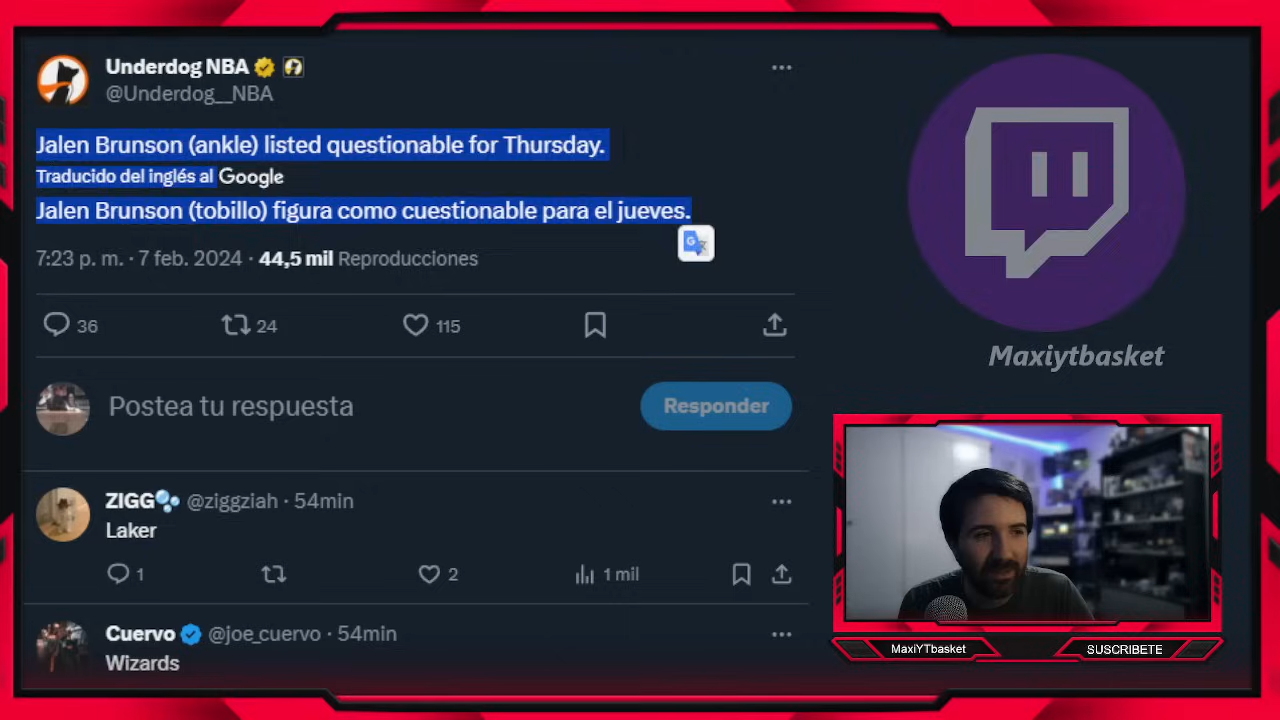 Underdog NBA
@Underdog__NBA
Jalen Brunson (ankle) listed questionable for Thursday.
Traducido del inglés al Google
Jalen Brunson (tobillo) figura como cuestionable para el jueves.
7:23 p. m. · 7 feb. 2024 · 44,5 mil Reproducciones
36
24
115
Postea tu respuesta
Responder
ZIGG @ziggziah · 54min
Laker
1
2
1 mil
Cuervo @joe_cuervo · 54min
Wizards
Maxiytbasket
MaxiYTbasket
SUSCRIBETE